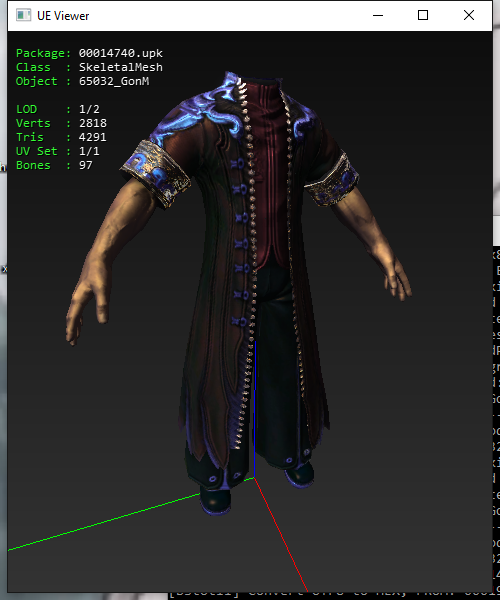 UE Viewer
Package: 00014740.upk
Class : SkeletalMesh
Object : 65032_GonM
LOD : 1/2
Verts : 2818
Tris : 4291
UV Set : 1/1
Bones : 97